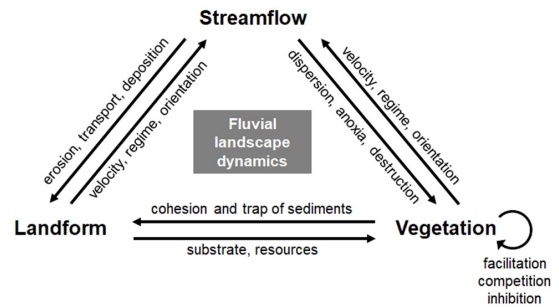 Streamflow
erosion, transport, deposition
velocity, regime, orientation
dispersion, anoxia, destruction
velocity, regime, orientation
Fluvial
landscape
dynamics
Landform
cohesion and trap of sediments
substrate, resources
Vegetation
facilitation
competition
inhibition